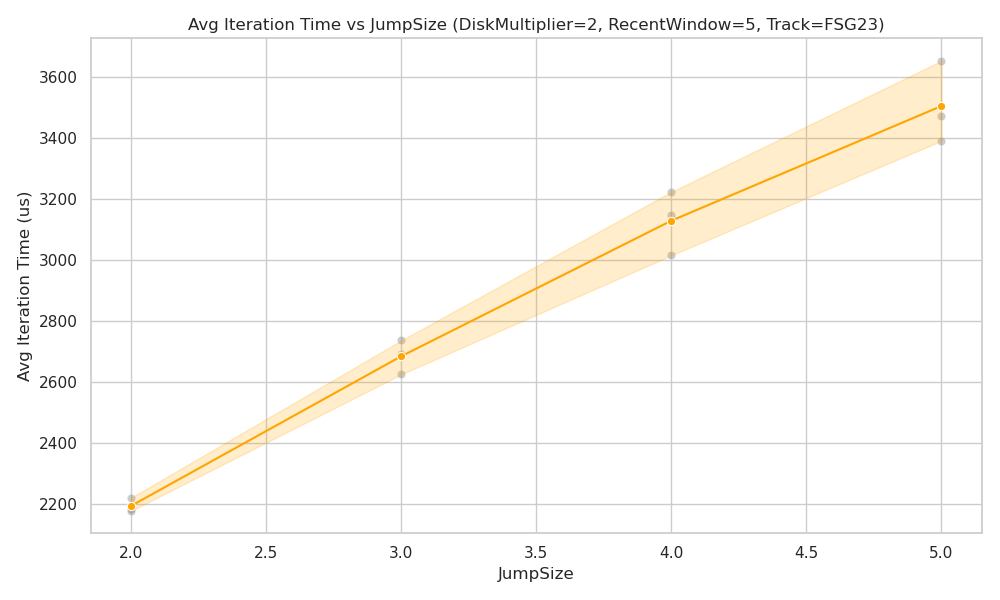 Avg Iteration Time vs JumpSize (DiskMultiplier=2, RecentWindow=5, Track=FSG23)
Avg Iteration Time (us)
3600
3400
3200
3000
2800
2600
2400
2200
2.0 2.5 3.0 3.5 4.0 4.5 5.0
JumpSize